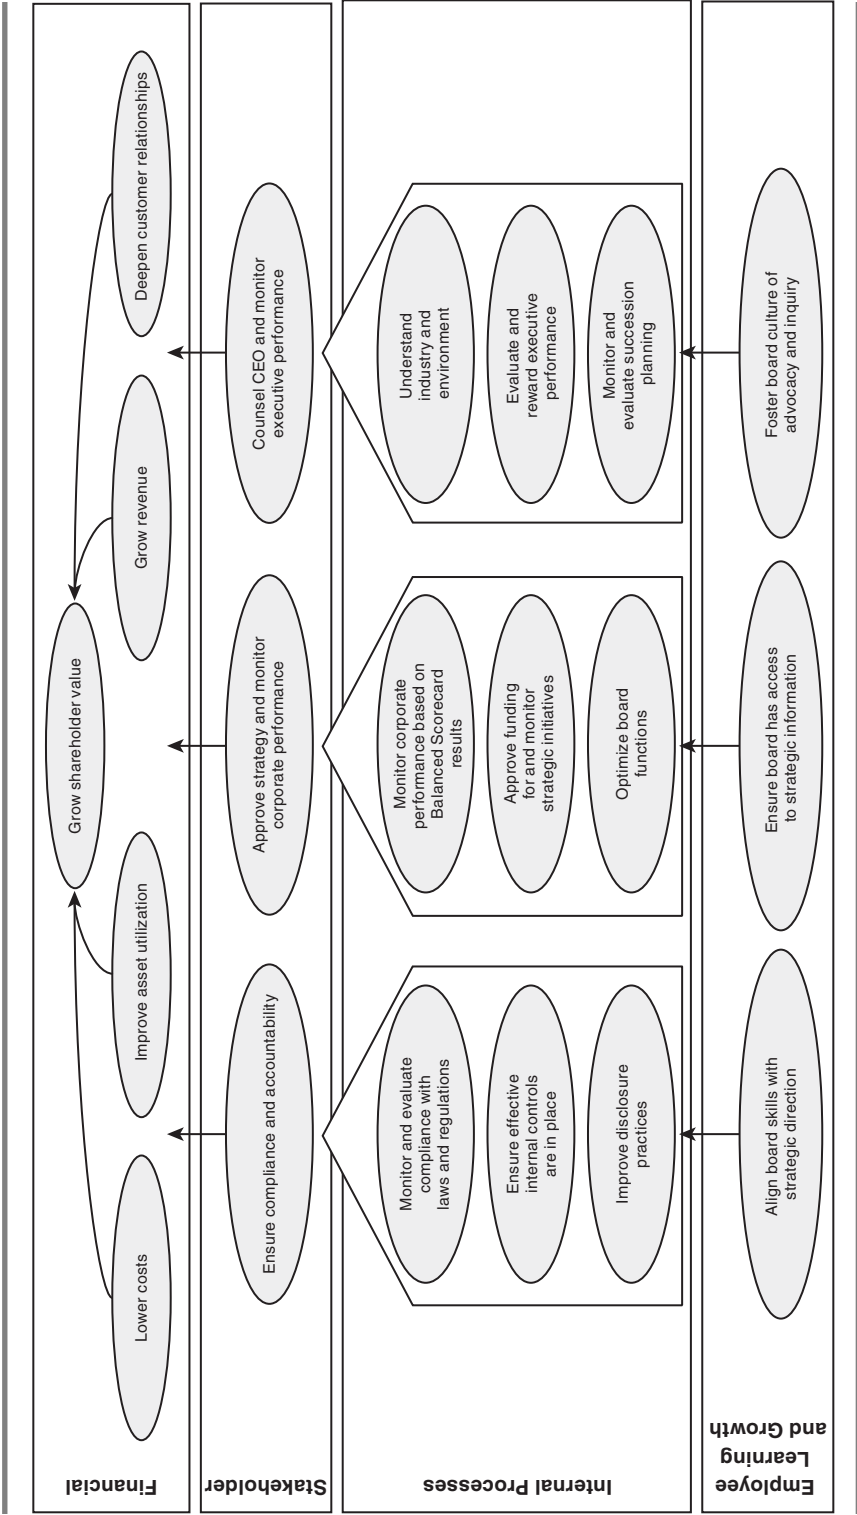 Financial
Grow shareholder value
Lower costs
Improve asset utilization
Grow revenue
Deepen customer relationships
Stakeholder
Ensure compliance and accountability
Approve strategy and monitor
corporate performance
Counsel CEO and monitor
executive performance
Internal Processes
Monitor and evaluate
compliance with
laws and regulations
Ensure effective
internal controls
are in place
Improve disclosure
practices
Monitor corporate
performance based on
Balanced Scorecard
results
Approve funding
for and monitor
strategic initiatives
Optimize board
functions
Understand
industry and
environment
Evaluate and
reward executive
performance
Monitor and
evaluate succession
planning
Employee
Learning
and Growth
Align board skills with
strategic direction
Ensure board has access
to strategic information
Foster board culture of
advocacy and inquiry